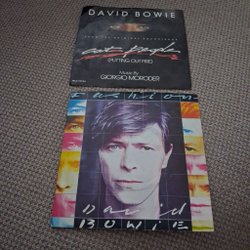 DAVID BOWIE
cat people
(PUTTING OUT FIRE)
MUSIC BY
GIORGIO MORODER
FASHION
David
BOWIE